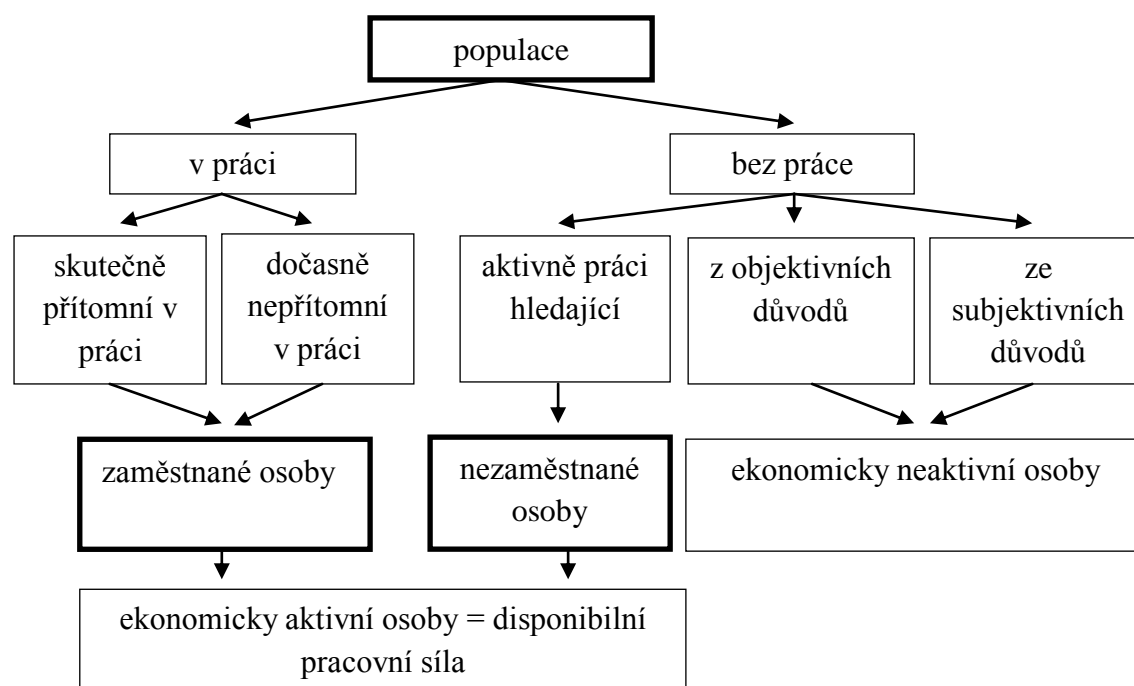 populace
v práci
bez práce
skutečně
přítomní v
práci
dočasně
nepřítomní
v práci
aktivně práci
hledající
z objektivních
důvodů
ze
subjektivních
důvodů
zaměstnané osoby
nezaměstnané
osoby
ekonomicky neaktivní osoby
ekonomicky aktivní osoby = disponibilní
pracovní síla